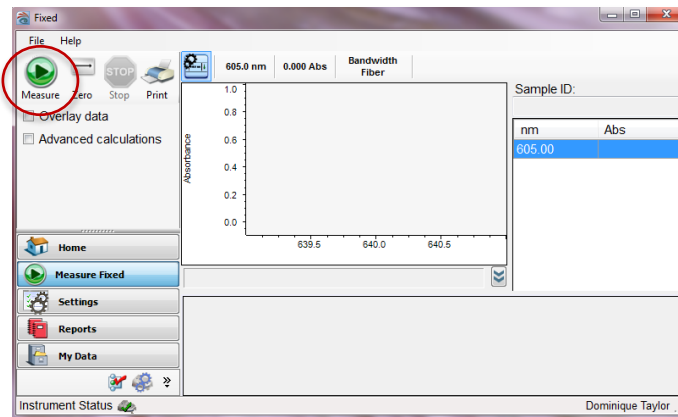 Fixed
File Help
Measure Zero Stop Print
STOP
605.0 nm 0.000 Abs Bandwidth
Fiber
Overlay data
Advanced calculations
Absorbance
1.0
0.8
0.6
0.4
0.2
0.0
639.5 640.0 640.5
Sample ID:
nm Abs
605.00
Home
Measure Fixed
Settings
Reports
My Data
Instrument Status
Dominique Taylor